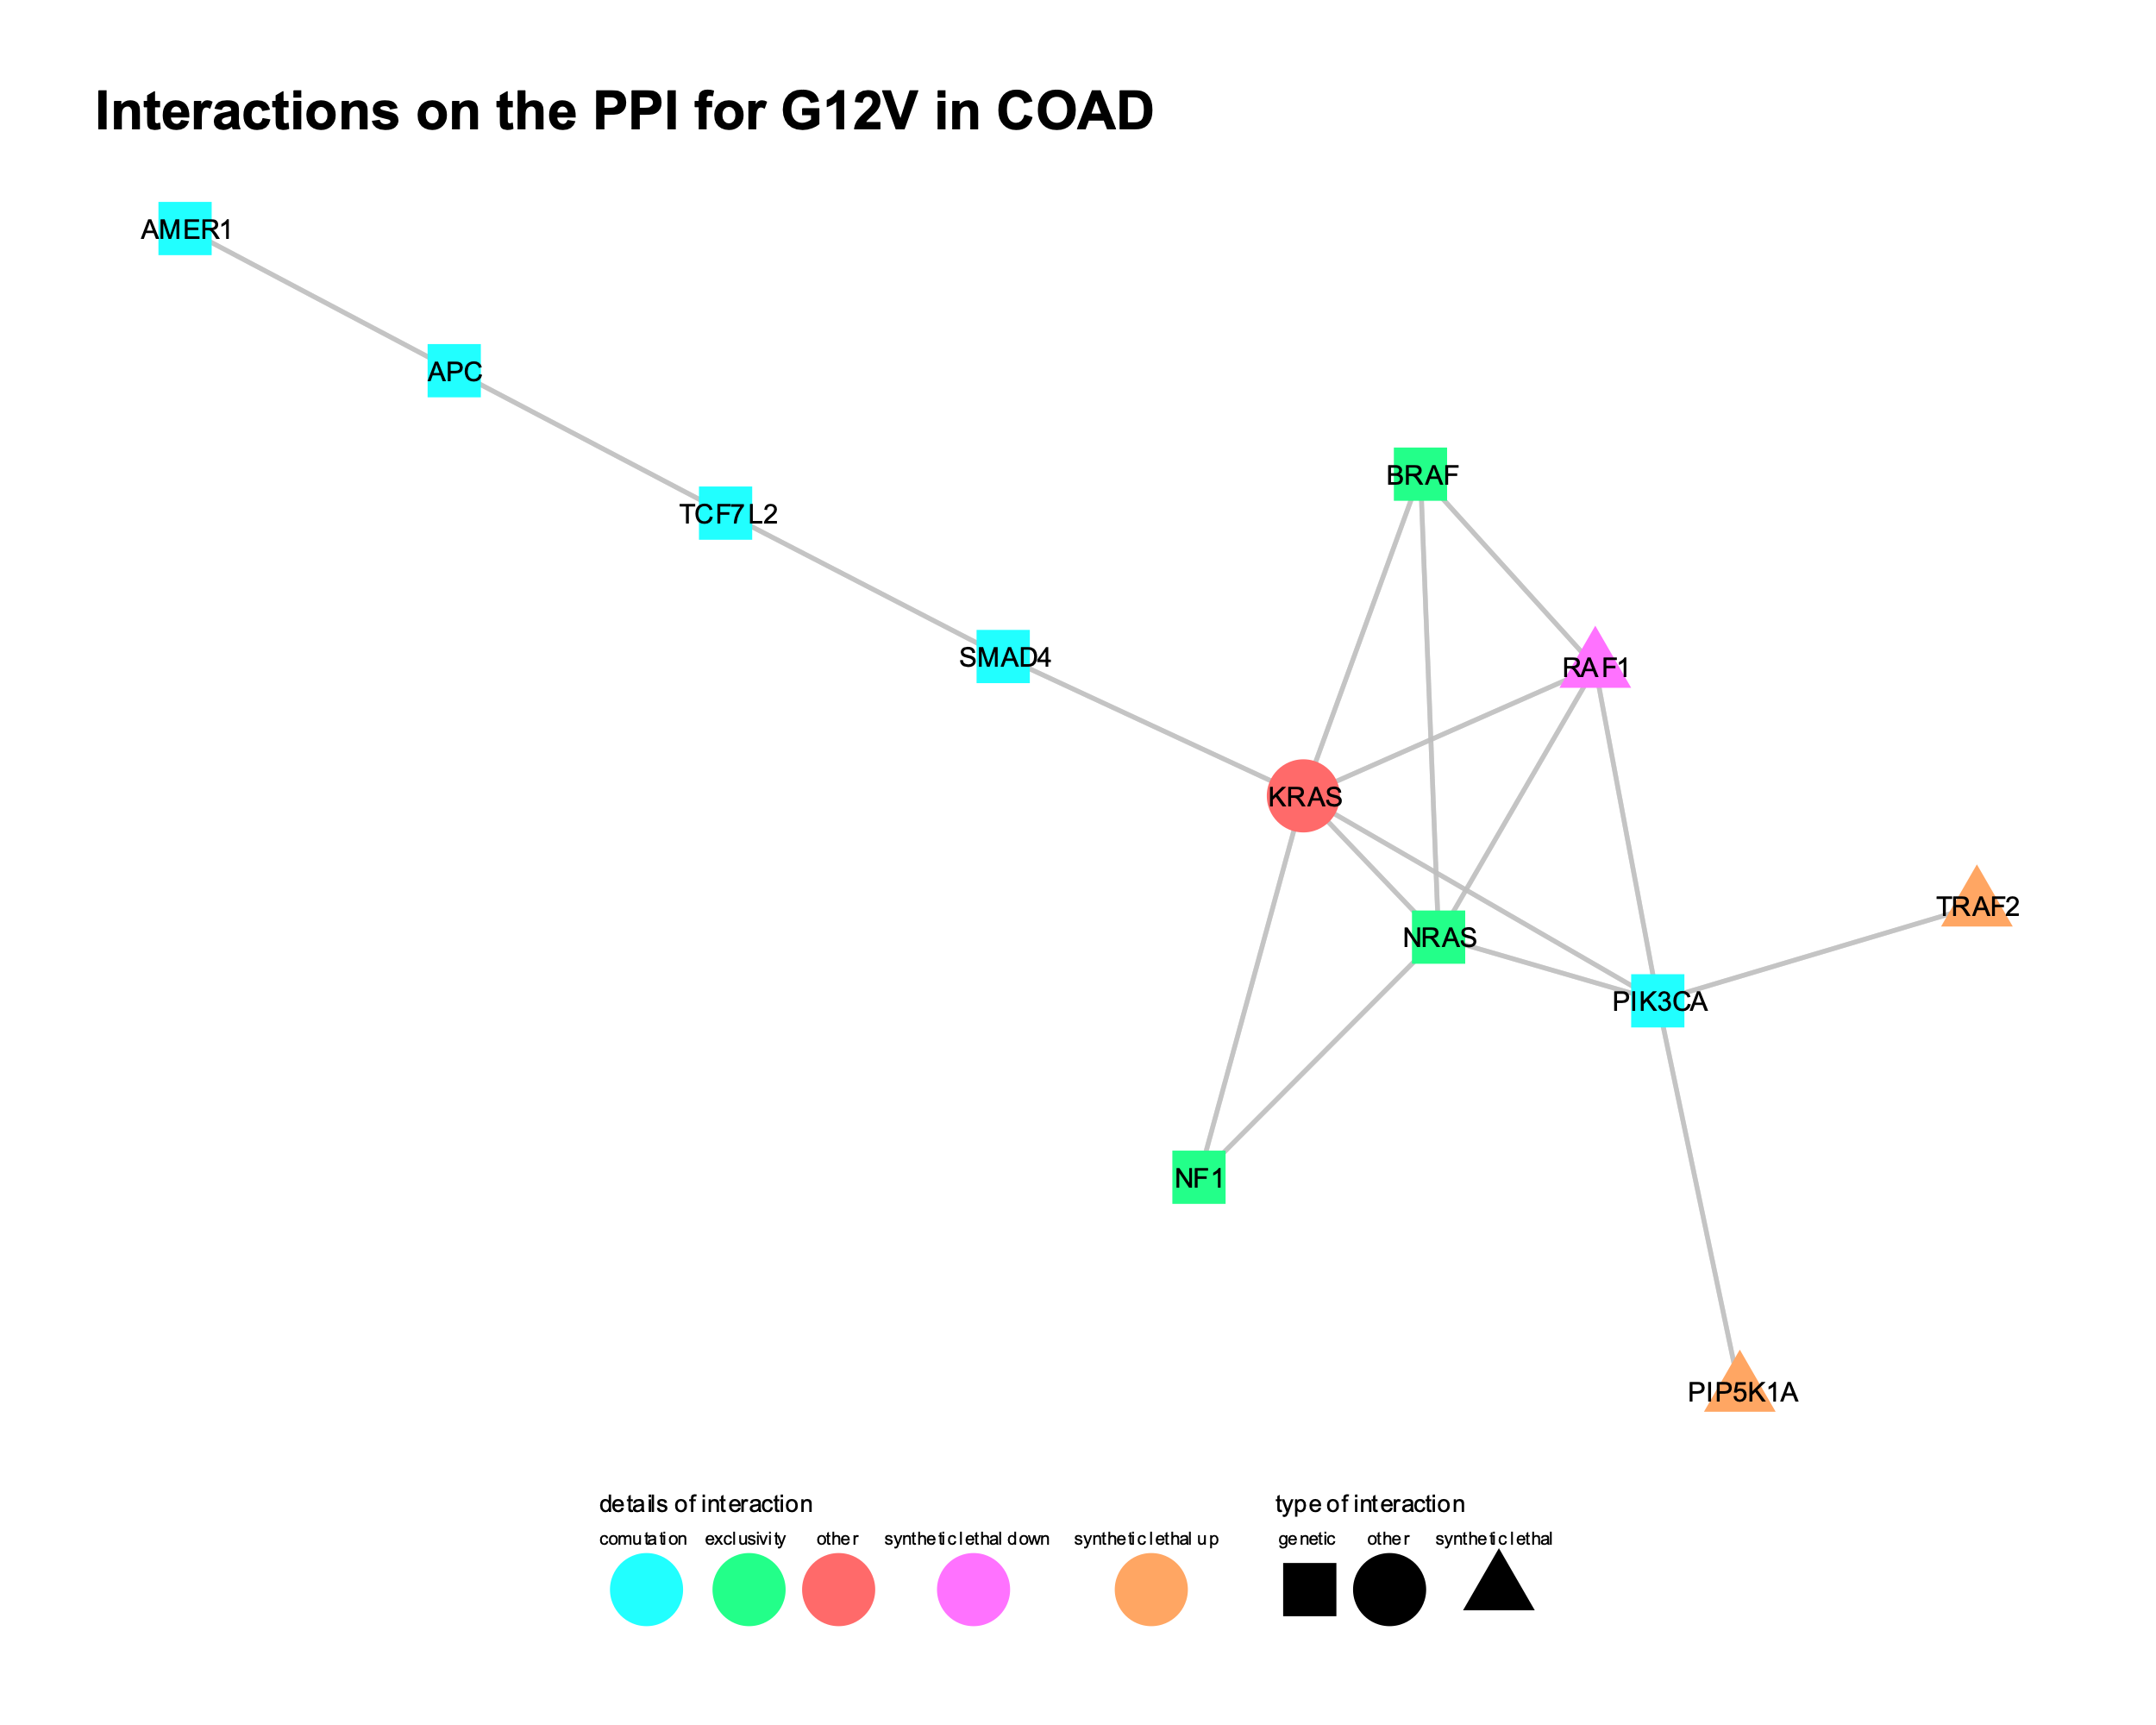 Interactions on the PPI for G12V in COAD
AMER1
APC
BRAF
TCF7L2
SMAD4
RAF1
KRAS
TRAF2
NRAS
PIK3CA
NF1
PIP5K1A
details of interaction
comutation exclusivity other synthetic lethal down synthetic lethal up
type of interaction
genetic other synthetic lethal